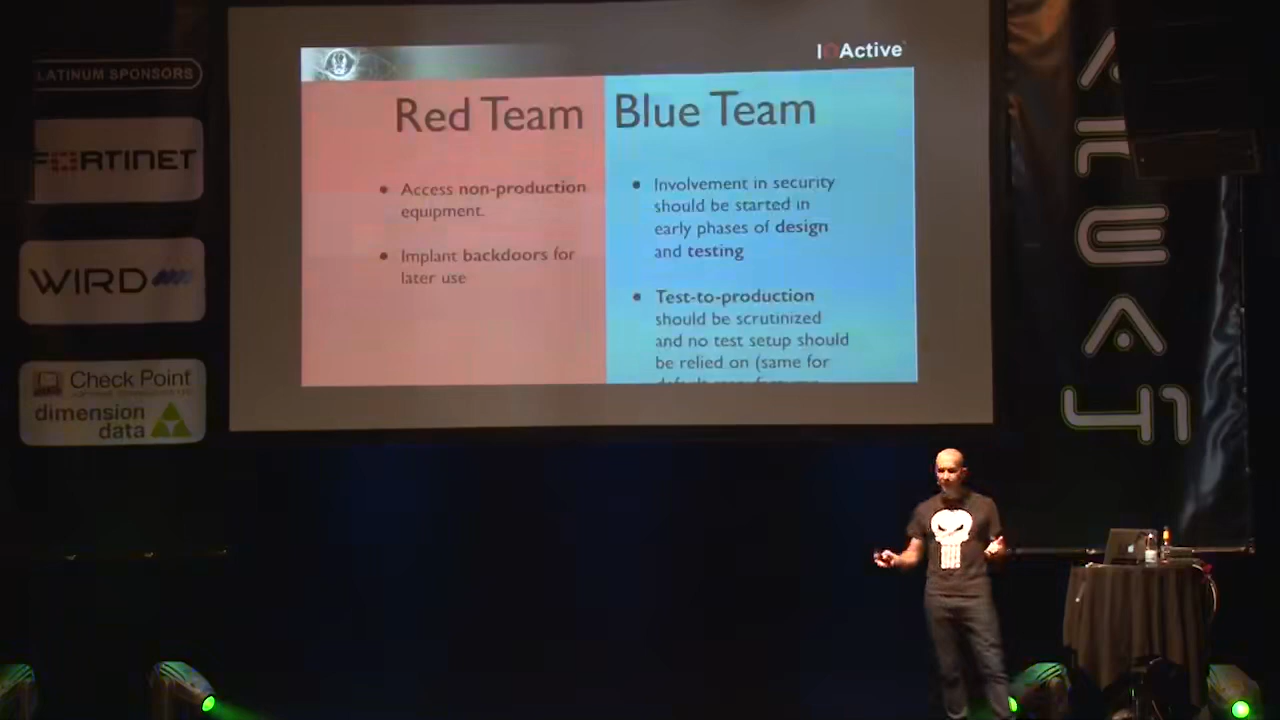 LATINUM SPONSORS
FORTINET
WIRD
Check Point
dimension
data
IOActive
Red Team
Access non-production
equipment.
Implant backdoors for
later use
Blue Team
Involvement in security
should be started in
early phases of design
and testing
Test-to-production
should be scrutinized
and no test setup should
be relied on (same for
AREA
41